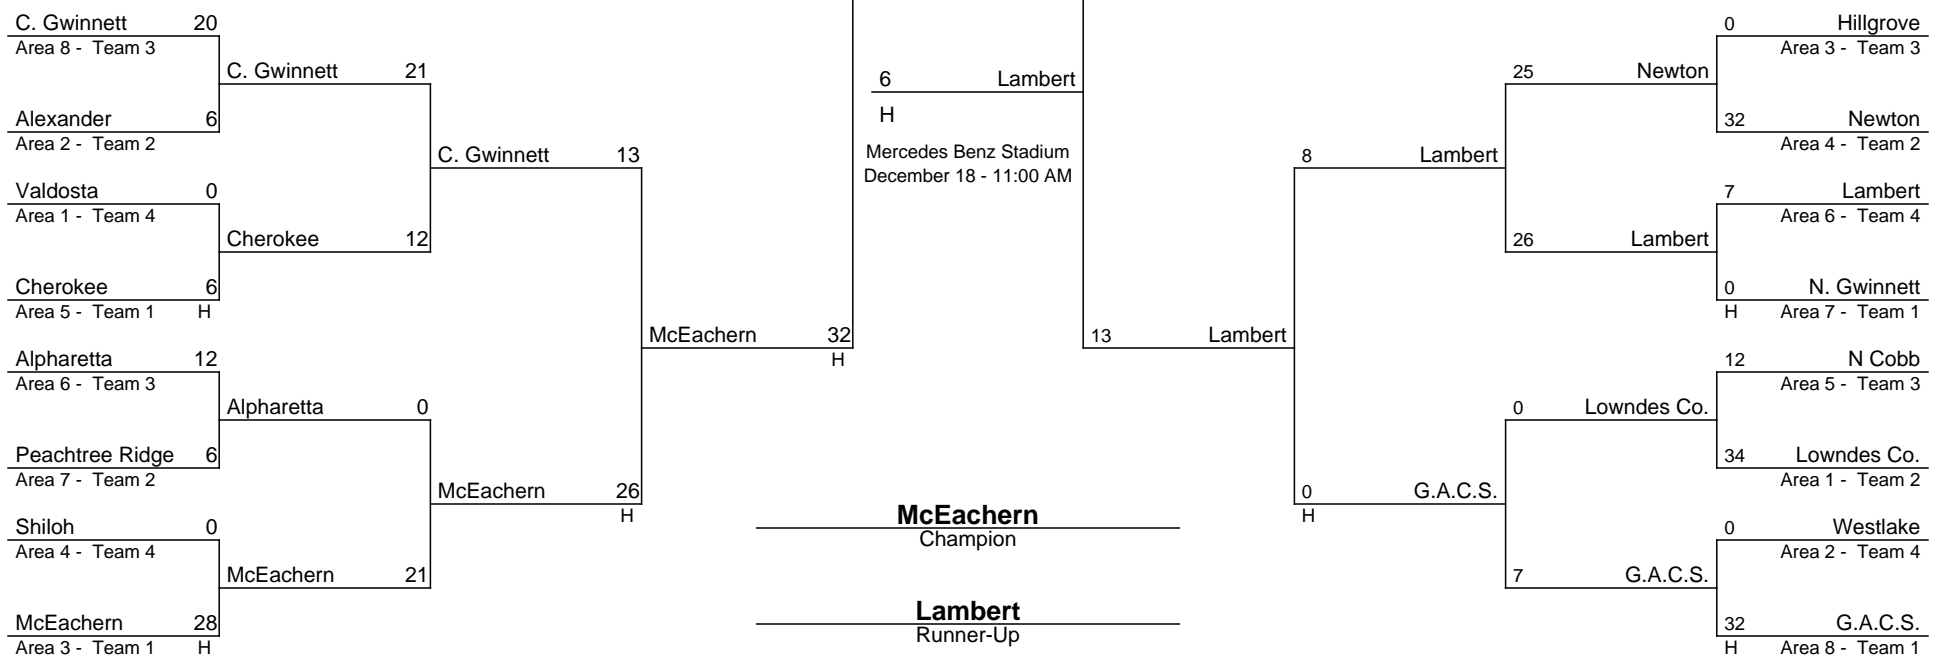 C. Gwinnett 20
Area 8 - Team 3
C. Gwinnett 21
Alexander 6
Area 2 - Team 2
C. Gwinnett 13
Valdosta 0
Area 1 - Team 4
Cherokee 12
Cherokee 6
Area 5 - Team 1 H
McEachern 32
H
Alpharetta 12
Area 6 - Team 3
Alpharetta 0
Peachtree Ridge 6
Area 7 - Team 2
McEachern 26
H
Shiloh 0
Area 4 - Team 4
McEachern 21
McEachern 28
Area 3 - Team 1 H
6 Lambert
H
Mercedes Benz Stadium
December 18 - 11:00 AM
McEachern
Champion
Lambert
Runner-Up
0 Hillgrove
Area 3 - Team 3
25 Newton
32 Newton
Area 4 - Team 2
8 Lambert
7 Lambert
Area 6 - Team 4
26 Lambert
0 N. Gwinnett
H Area 7 - Team 1
13 Lambert
12 N Cobb
Area 5 - Team 3
0 Lowndes Co.
34 Lowndes Co.
Area 1 - Team 2
0 G.A.C.S.
H
0 Westlake
Area 2 - Team 4
7 G.A.C.S.
32 G.A.C.S.
H Area 8 - Team 1